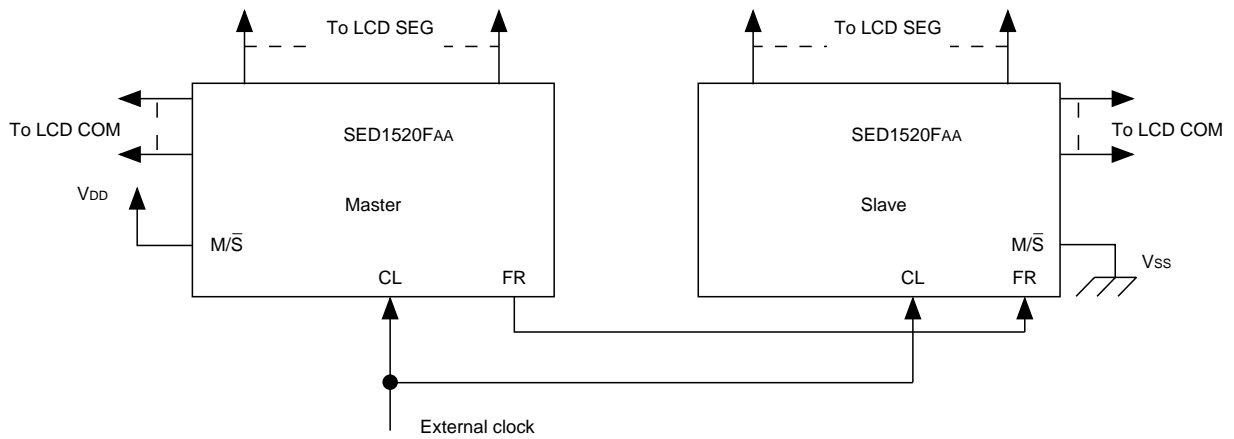 To LCD SEG
To LCD SEG
To LCD COM
SED1520FAA
SED1520FAA
To LCD COM
VDD
Master
Slave
M/S̅
M/S̅
VSS
CL
FR
CL
FR
External clock